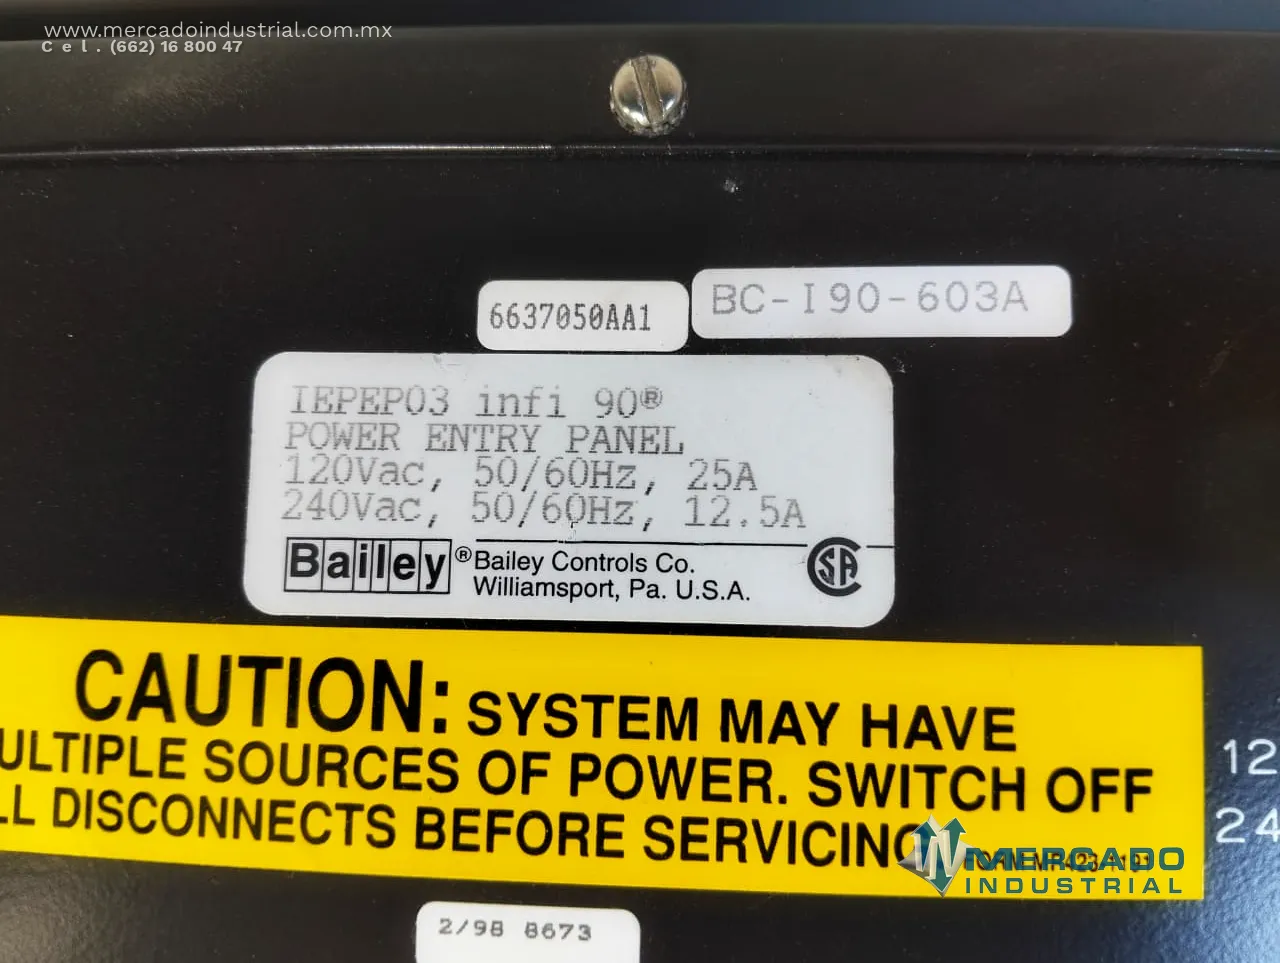 www.mercadoindustrial.com.mx
Cel. (662) 16 800 47
6637050AA1
BC-I90-603A
IEPEP03 infi 90®
POWER ENTRY PANEL
120Vac, 50/60Hz, 25A
240Vac, 50/60Hz, 12.5A
Bailey® Bailey Controls Co.
Williamsport, Pa. U.S.A.
SA
CAUTION: SYSTEM MAY HAVE
ULTIPLE SOURCES OF POWER. SWITCH OFF
LL DISCONNECTS BEFORE SERVICING
12
24
MERCADO
INDUSTRIAL
2/98 8673